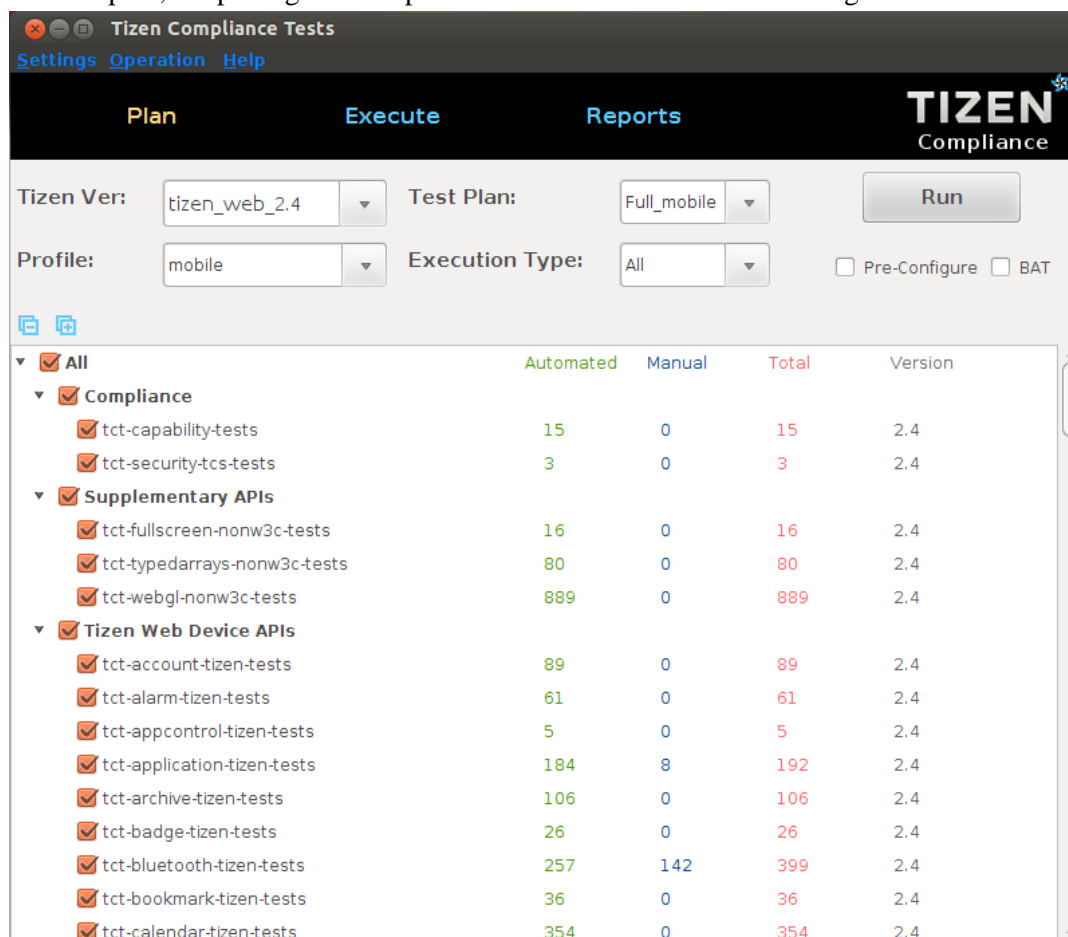 Tizen Compliance Tests
Settings Operation Help
Plan Execute Reports TIZEN
Compliance
Tizen Ver: tizen_web_2.4 Test Plan: Full_mobile Run
Profile: mobile Execution Type: All Pre-Configure BAT
All Automated Manual Total Version
Compliance
tct-capability-tests 15 0 15 2.4
tct-security-tcs-tests 3 0 3 2.4
Supplementary APIs
tct-fullscreen-nonw3c-tests 16 0 16 2.4
tct-typedarrays-nonw3c-tests 80 0 80 2.4
tct-webgl-nonw3c-tests 889 0 889 2.4
Tizen Web Device APIs
tct-account-tizen-tests 89 0 89 2.4
tct-alarm-tizen-tests 61 0 61 2.4
tct-appcontrol-tizen-tests 5 0 5 2.4
tct-application-tizen-tests 184 8 192 2.4
tct-archive-tizen-tests 106 0 106 2.4
tct-badge-tizen-tests 26 0 26 2.4
tct-bluetooth-tizen-tests 257 142 399 2.4
tct-bookmark-tizen-tests 36 0 36 2.4
tct-calendar-tizen-tests 354 0 354 2.4